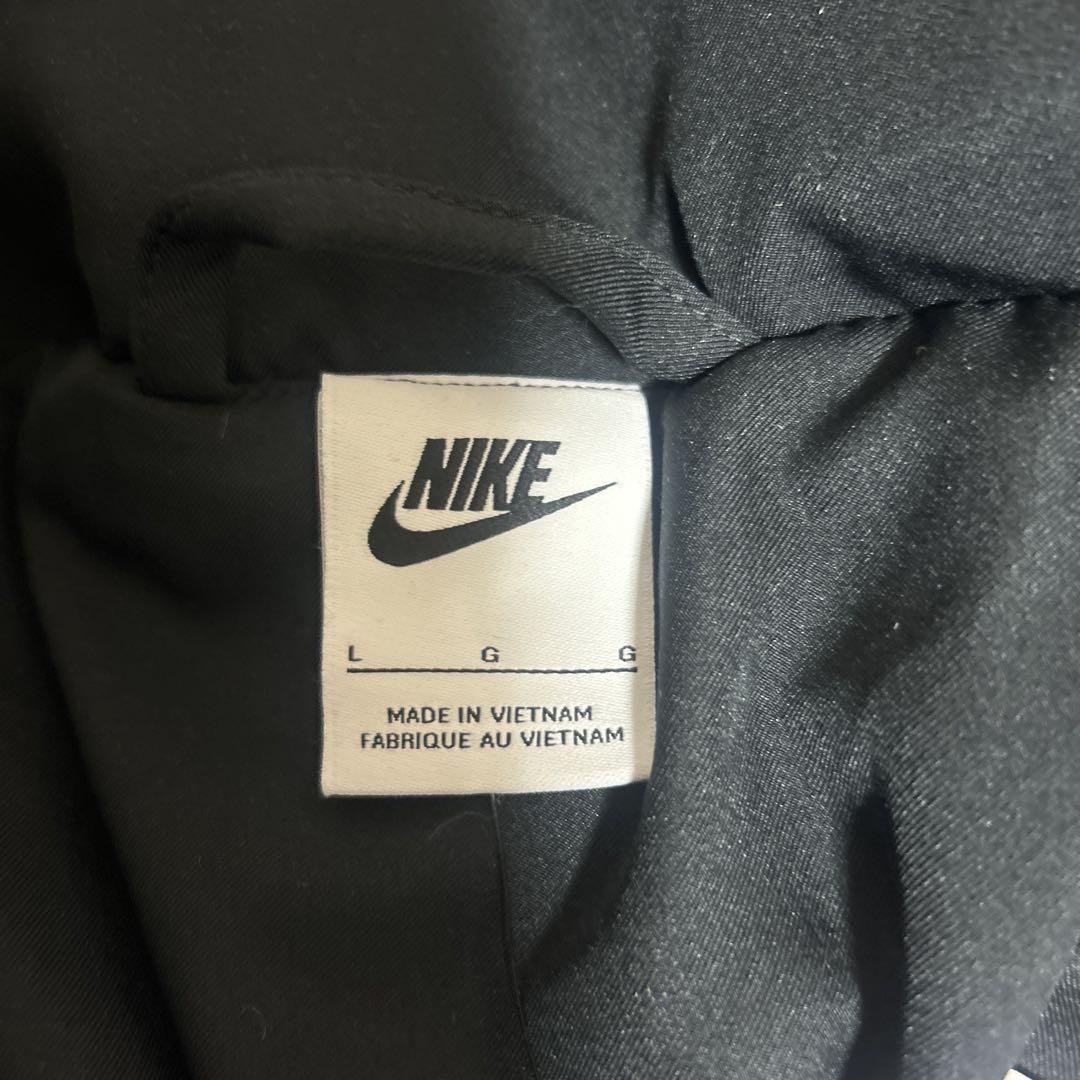 NIKE
L G G
MADE IN VIETNAM
FABRIQUE AU VIETNAM